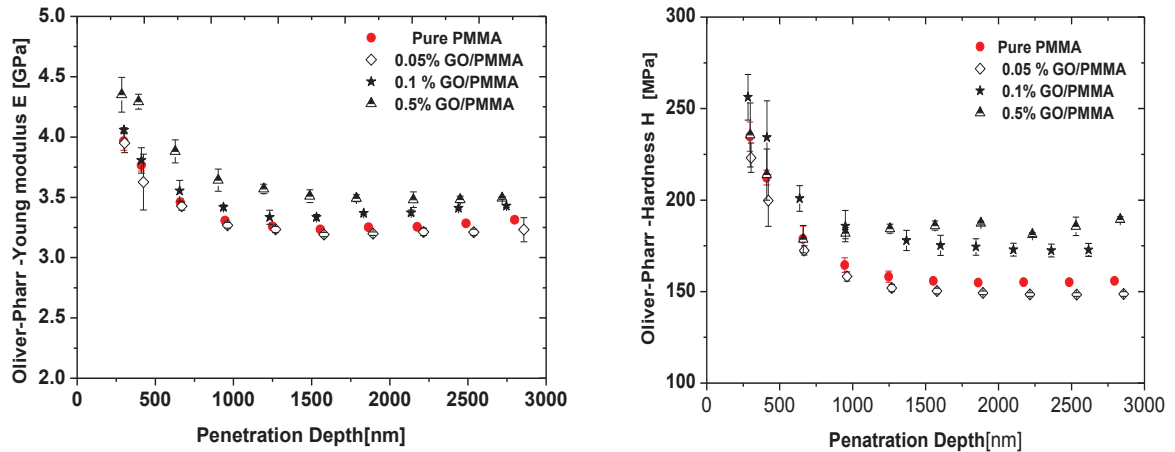 Oliver-Pharr -Young modulus E [GPa]
5.0
4.5
4.0
3.5
3.0
2.5
2.0
0
500
1000
1500
2000
2500
3000
Penetration Depth[nm]
Pure PMMA
0.05% GO/PMMA
0.1 % GO/PMMA
0.5% GO/PMMA
Oliver-Pharr -Hardness H [MPa]
300
250
200
150
100
0
500
1000
1500
2000
2500
3000
Penatration Depth[nm]
Pure PMMA
0.05 % GO/PMMA
0.1% GO/PMMA
0.5% GO/PMMA